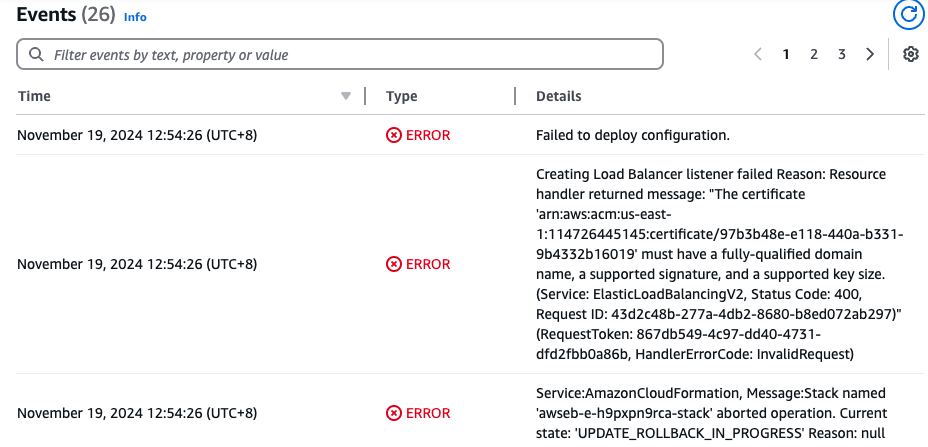 Events (26) Info
Filter events by text, property or value
1 2 3
Time Type Details
November 19, 2024 12:54:26 (UTC+8) ERROR Failed to deploy configuration.
Creating Load Balancer listener failed Reason: Resource
handler returned message: "The certificate
'arn:aws:acm:us-east-
1:114726445145:certificate/97b3b48e-e118-440a-b331-
9b4332b16019' must have a fully-qualified domain
November 19, 2024 12:54:26 (UTC+8) ERROR name, a supported signature, and a supported key size.
(Service: ElasticLoadBalancingV2, Status Code: 400,
Request ID: 43d2c48b-277a-4db2-8680-b8ed072ab297)"
(RequestToken: 867db549-4c97-dd40-4731-
dfd2fbb0a86b, HandlerErrorCode: InvalidRequest)
Service:AmazonCloudFormation, Message:Stack named
November 19, 2024 12:54:26 (UTC+8) ERROR 'awseb-e-h9pxpn9rca-stack' aborted operation. Current
state: 'UPDATE_ROLLBACK_IN_PROGRESS' Reason: null